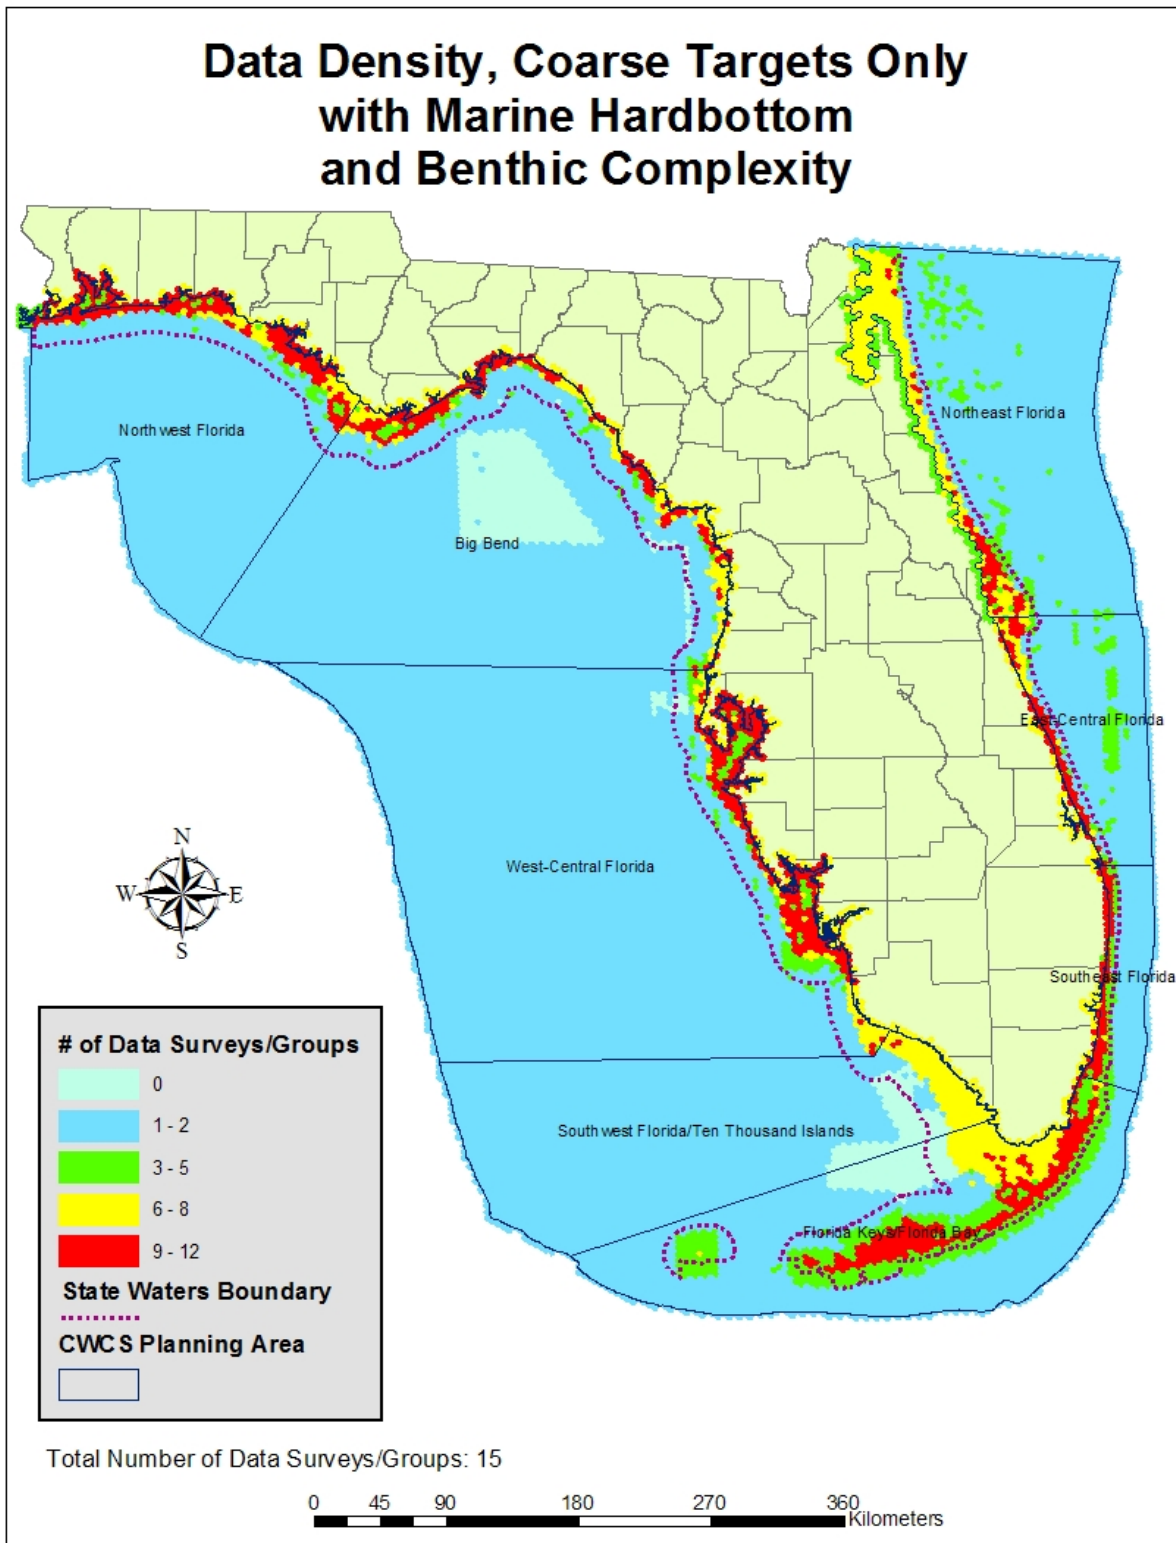 Data Density, Coarse Targets Only
with Marine Hardbottom
and Benthic Complexity
Northwest Florida
Northeast Florida
Big Bend
East-Central Florida
West-Central Florida
N
W
E
S
Southeast Florida
Southwest Florida/Ten Thousand Islands
Florida Keys/Florida Bay
# of Data Surveys/Groups
0
1 - 2
3 - 5
6 - 8
9 - 12
State Waters Boundary
CWCS Planning Area
Total Number of Data Surveys/Groups: 15
0 45 90 180 270 360
Kilometers